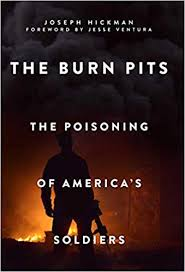 JOSEPH HICKMAN
FOREWORD BY JESSE VENTURA
THE BURN PITS
THE POISONING
OF AMERICA'S
SOLDIERS